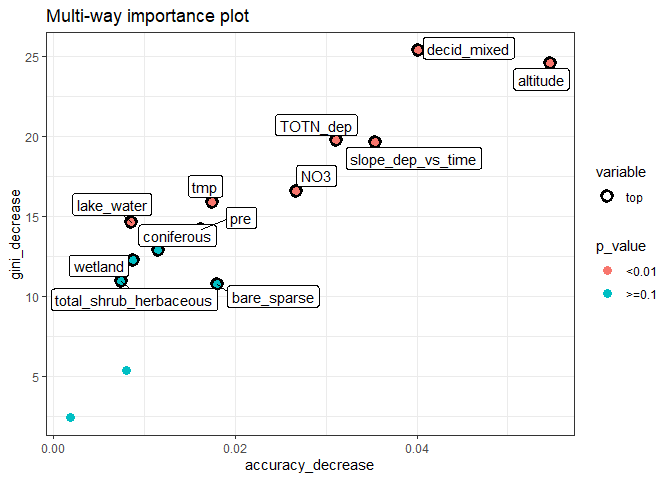 Multi-way importance plot
25
20
15
10
5
gini_decrease
decid_mixed
altitude
TOTN_dep
slope_dep_vs_time
NO3
tmp
lake_water
pre
coniferous
wetland
total_shrub_herbaceous
bare_sparse
0.00
0.02
0.04
accuracy_decrease
variable
top
p_value
<0.01
>=0.1